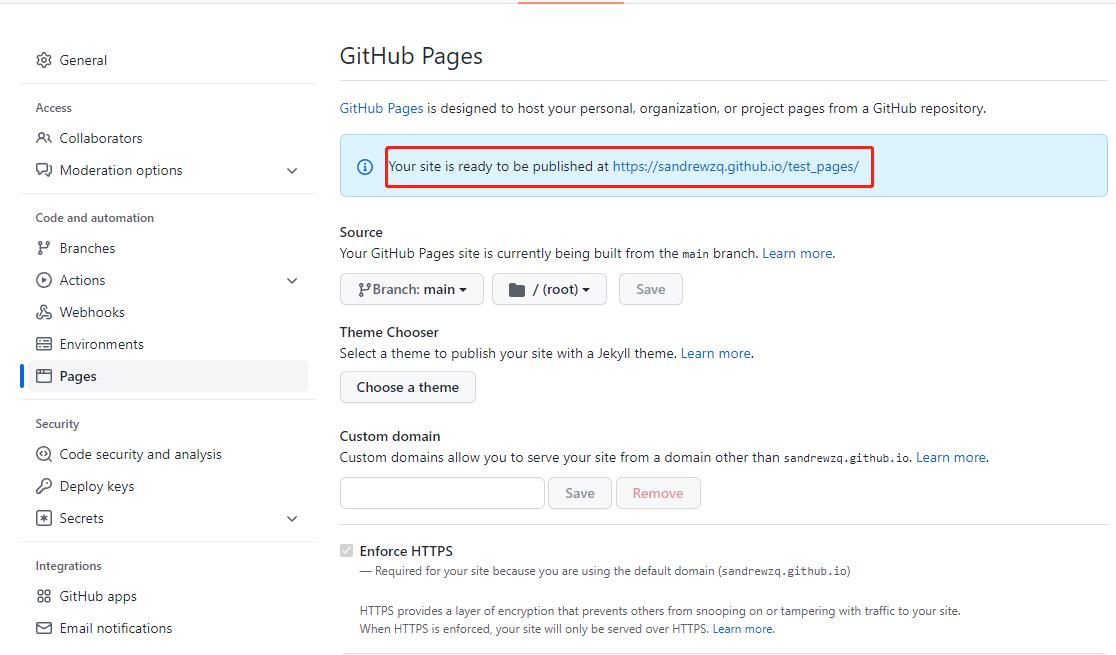 General
Access
Collaborators
Moderation options
Code and automation
Branches
Actions
Webhooks
Environments
Pages
Security
Code security and analysis
Deploy keys
Secrets
Integrations
GitHub apps
Email notifications
GitHub Pages
GitHub Pages is designed to host your personal, organization, or project pages from a GitHub repository.
Your site is ready to be published at https://sandrewzq.github.io/test_pages/
Source
Your GitHub Pages site is currently being built from the main branch. Learn more.
Branch: main / (root) Save
Theme Chooser
Select a theme to publish your site with a Jekyll theme. Learn more.
Choose a theme
Custom domain
Custom domains allow you to serve your site from a domain other than sandrewzq.github.io. Learn more.
Save Remove
Enforce HTTPS
— Required for your site because you are using the default domain (sandrewzq.github.io)
HTTPS provides a layer of encryption that prevents others from snooping on or tampering with traffic to your site.
When HTTPS is enforced, your site will only be served over HTTPS. Learn more.